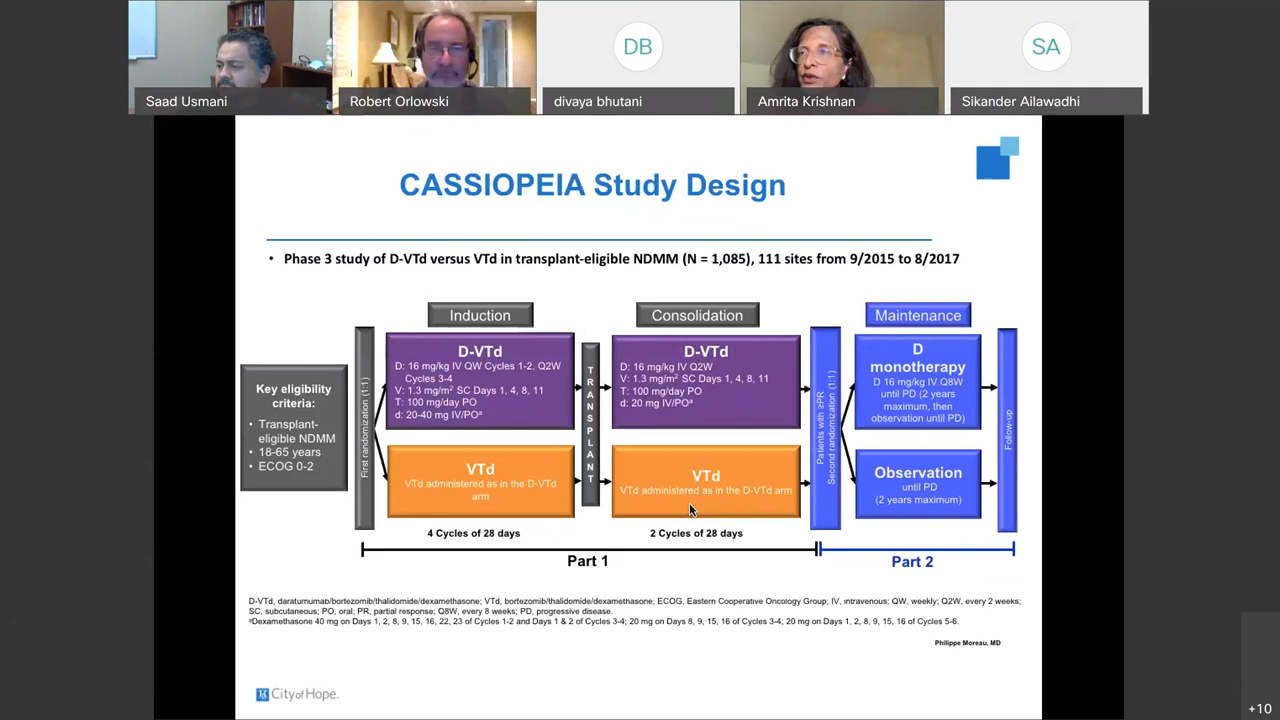 DB
SA
Saad Usmani
Robert Orlowski
divaya bhutani
Amrita Krishnan
Sikander Ailawadhi
CASSIOPEIA Study Design
• Phase 3 study of D-VTd versus VTd in transplant-eligible NDMM (N = 1,085), 111 sites from 9/2015 to 8/2017
Induction
Consolidation
Maintenance
Key eligibility
criteria:
• Transplant-
eligible NDMM
• 18-65 years
• ECOG 0-2
First randomization (1:1)
D-VTd
D: 16 mg/kg IV QW Cycles 1-2, Q2W
Cycles 3-4
V: 1.3 mg/m² SC Days 1, 4, 8, 11
T: 100 mg/day PO
d: 20-40 mg IV/POᵃ
VTd
VTd administered as in the D-VTd
arm
TRANSPLANT
D-VTd
D: 16 mg/kg IV Q2W
V: 1.3 mg/m² SC Days 1, 4, 8, 11
T: 100 mg/day PO
d: 20 mg IV/POᵃ
VTd
VTd administered as in the D-VTd arm
Patients with ≥PR
Second randomization (1:1)
D
monotherapy
D 16 mg/kg IV Q8W
until PD (2 years
maximum, then
observation until PD)
Observation
until PD
(2 years maximum)
Follow-up
4 Cycles of 28 days
2 Cycles of 28 days
Part 1
Part 2
D-VTd, daratumumab/bortezomib/thalidomide/dexamethasone; VTd, bortezomib/thalidomide/dexamethasone; ECOG, Eastern Cooperative Oncology Group; IV, intravenous; QW, weekly; Q2W, every 2 weeks;
SC, subcutaneous; PO, oral; PR, partial response; Q8W, every 8 weeks; PD, progressive disease.
ᵃDexamethasone 40 mg on Days 1, 2, 8, 9, 15, 16, 22, 23 of Cycles 1-2 and Days 1 & 2 of Cycles 3-4; 20 mg on Days 8, 9, 15, 16 of Cycles 3-4; 20 mg on Days 1, 2, 8, 9, 15, 16 of Cycles 5-6.
Philippe Moreau, MD
City of Hope.
+10